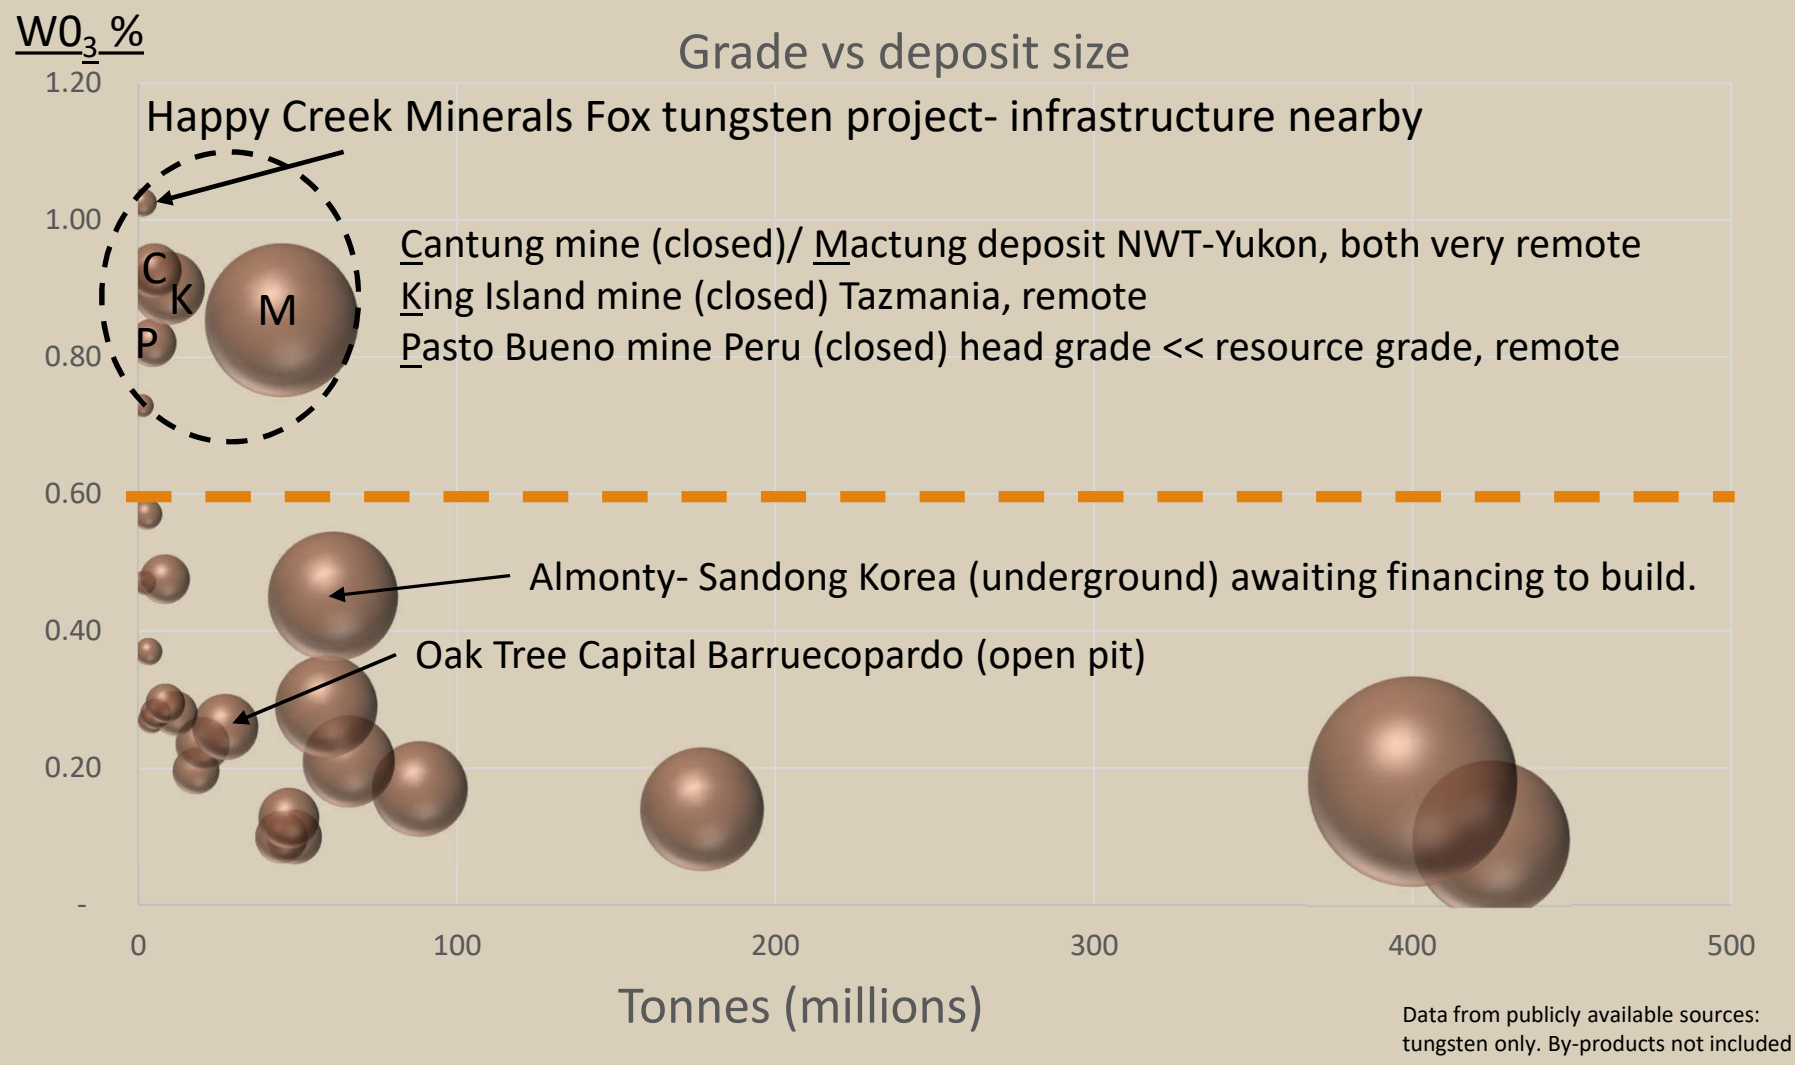 W0₃ %
Grade vs deposit size
1.20
Happy Creek Minerals Fox tungsten project- infrastructure nearby
1.00
C
K
M
P
Cantung mine (closed)/ Mactung deposit NWT-Yukon, both very remote
King Island mine (closed) Tazmania, remote
Pasto Bueno mine Peru (closed) head grade << resource grade, remote
0.80
0.60
Almonty- Sandong Korea (underground) awaiting financing to build.
0.40
Oak Tree Capital Barruecopardo (open pit)
0.20
-
0 100 200 300 400 500
Tonnes (millions)
Data from publicly available sources:
tungsten only. By-products not included